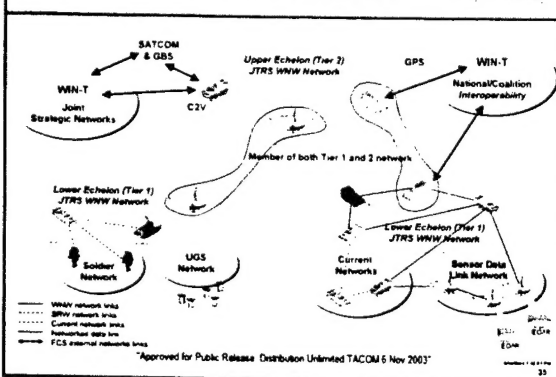 SATCOM
& GBS
Upper Echelon (Tier 2)
JTRS WNW Network
GPS
WIN-T
WIN-T
National/Coalition
Interoperability
Joint
Strategic Networks
C2V
Member of both Tier 1 and 2 network
Lower Echelon (Tier 1)
JTRS WNW Network
Lower Echelon (Tier 1)
JTRS WNW Network
Soldier
Network
UGS
Network
Current
Networks
Sensor Data
Link Network
WNW network links
SRW network links
Current network links
Networked data link
FCS external networks links
"Approved for Public Release Distribution Unlimited TACOM 6 Nov 2003"
35